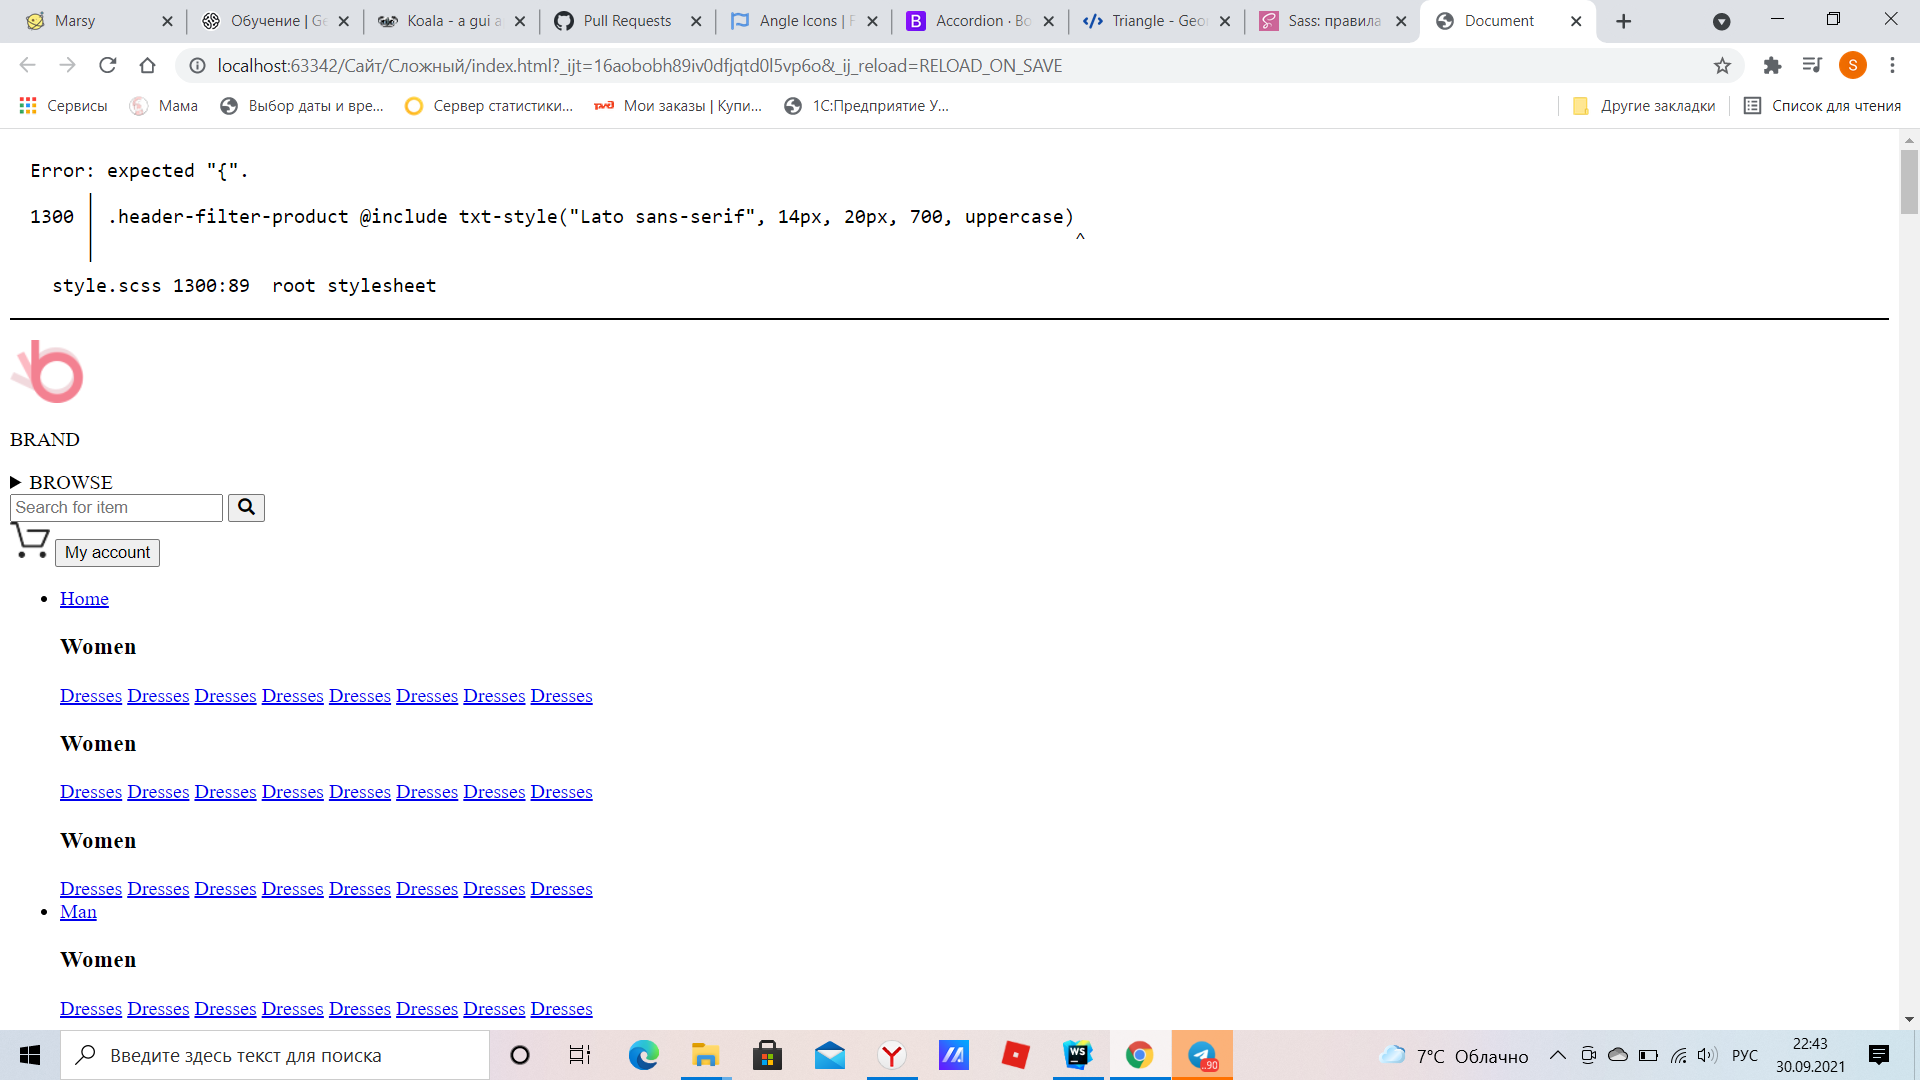 Marsy
Обучение | Ge
Koala - a gui a
Pull Requests
Angle Icons | F
Accordion · Bo
Triangle - Geo
Sass: правила
Document
localhost:63342/Сайт/Сложный/index.html?_ijt=16aobobh89iv0dfjqtd0l5vp6o&_ij_reload=RELOAD_ON_SAVE
S
Сервисы
Мама
Выбор даты и вре...
Сервер статистики...
Мои заказы | Купи...
1С:Предприятие У...
Другие закладки
Список для чтения
Error: expected "{".
1300 │ .header-filter-product @include txt-style("Lato sans-serif", 14px, 20px, 700, uppercase)
^
style.scss 1300:89  root stylesheet
BRAND
BROWSE
Search for item
My account
Home
Women
Dresses Dresses Dresses Dresses Dresses Dresses Dresses Dresses
Women
Dresses Dresses Dresses Dresses Dresses Dresses Dresses Dresses
Women
Dresses Dresses Dresses Dresses Dresses Dresses Dresses Dresses
Man
Women
Dresses Dresses Dresses Dresses Dresses Dresses Dresses Dresses
Введите здесь текст для поиска
WS
..90
7°C Облачно
РУС
22:43
30.09.2021